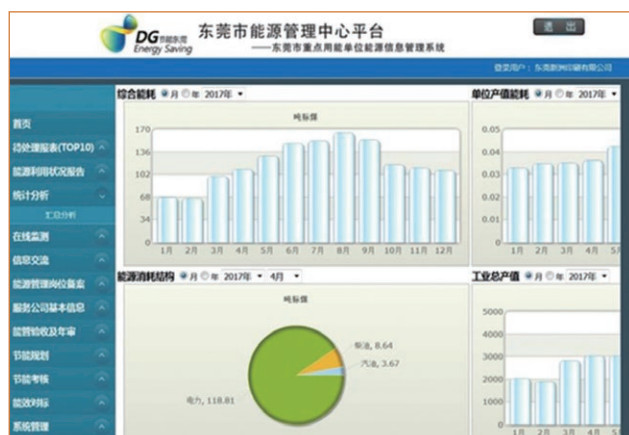 DG 节能东莞
Energy Saving
东莞市能源管理中心平台
——东莞市重点用能单位能源信息管理系统
退 出
登录用户：东莞新洲印刷有限公司
首页
待处理报表(TOP10)
能源利用状况报告
统计分析
汇总分析
在线监测
信息交流
能源管理岗位备案
服务公司基本信息
能管验收及年审
节能规划
节能考核
能效对标
系统管理
综合能耗 月 年 2017年
吨标煤
170
136
102
68
34
0
1月 2月 3月 4月 5月 6月 7月 8月 9月 10月 11月 12月
单位产值能耗 月 年 2017年
0.05
0.04
0.03
0.02
0.01
0
1月 2月 3月 4月 5月
能源消耗结构 月 年 2017年 4月
吨标煤
柴油, 8.64
汽油, 3.67
电力, 118.81
工业总产值 月 年 2017年
5000
4000
3000
2000
1000
0
1月 2月 3月 4月 5月